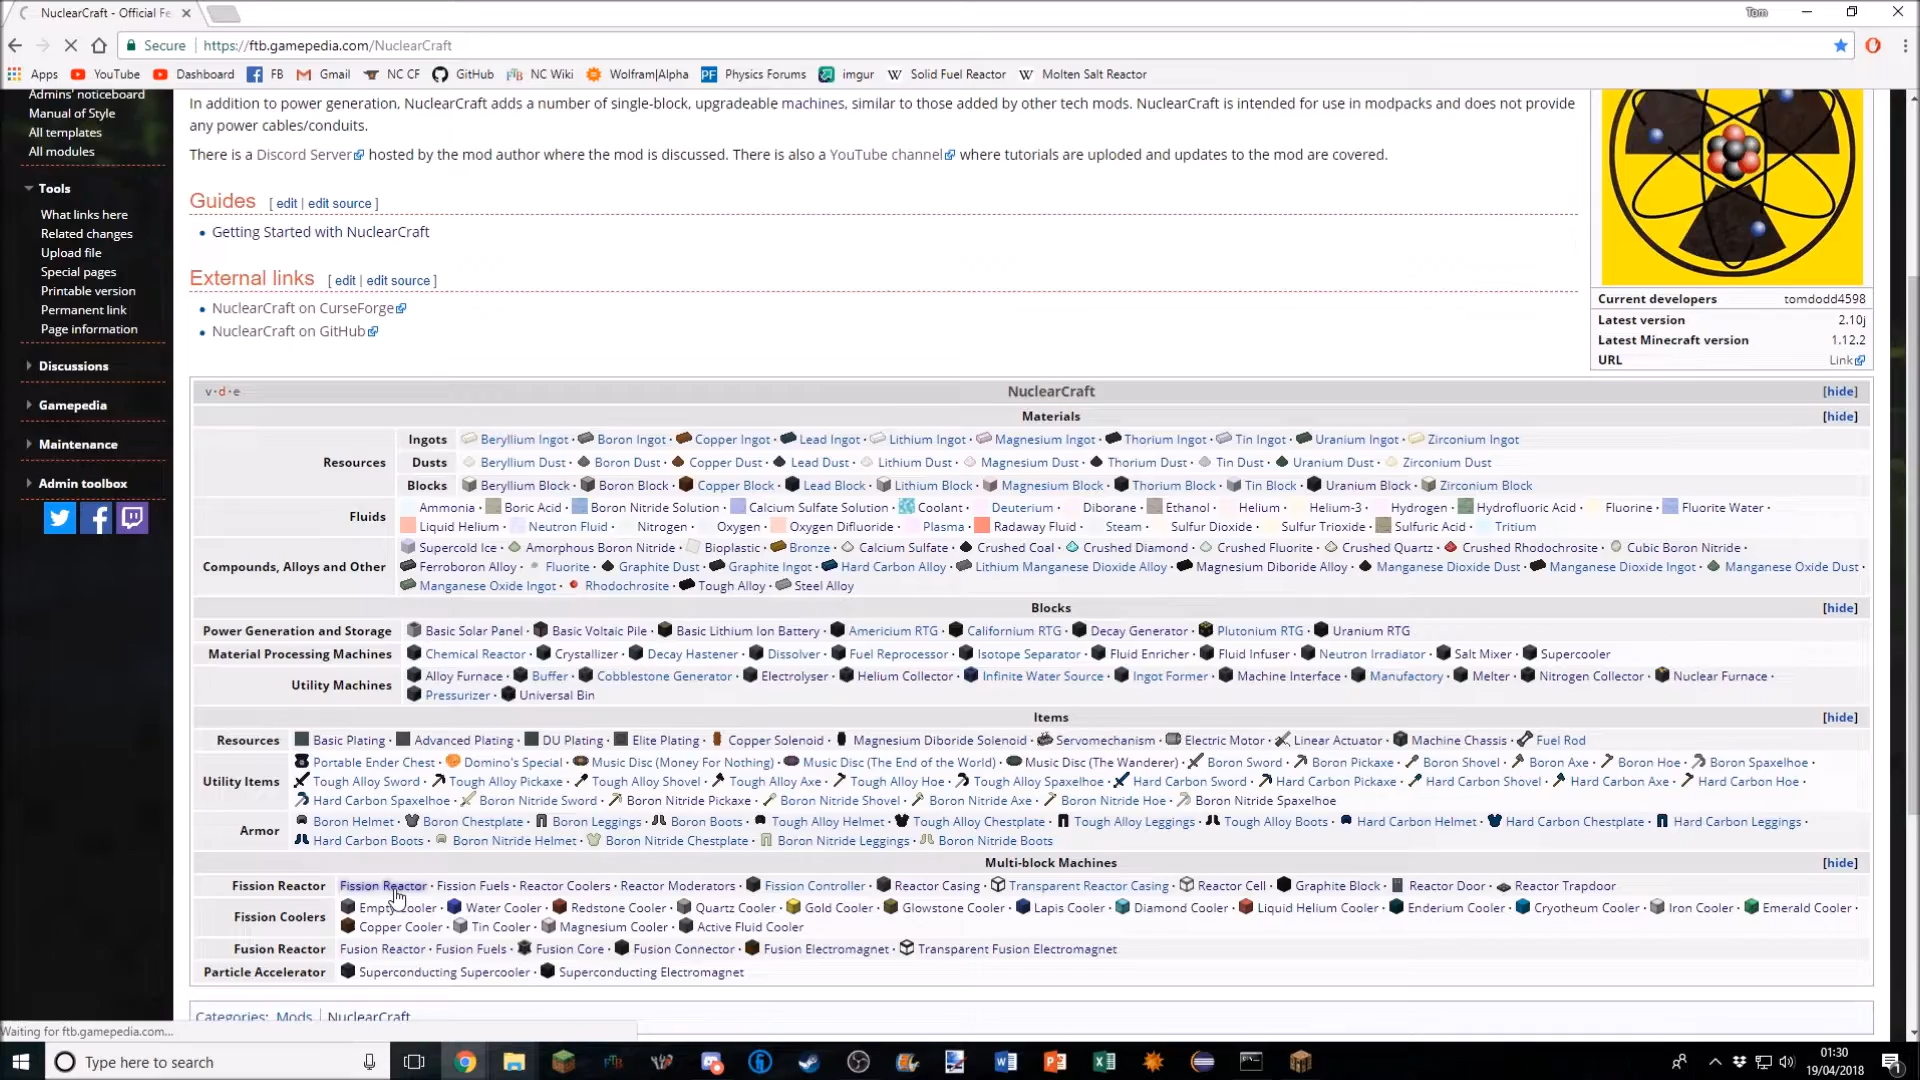 NuclearCraft - Official Fe
Tom
Secure https://ftb.gamepedia.com/NuclearCraft
Apps YouTube Dashboard FB Gmail NC CF GitHub NC Wiki Wolfram|Alpha Physics Forums imgur Solid Fuel Reactor Molten Salt Reactor
Admins' noticeboard
Manual of Style
All templates
All modules
Tools
What links here
Related changes
Upload file
Special pages
Printable version
Permanent link
Page information
Discussions
Gamepedia
Maintenance
Admin toolbox
In addition to power generation, NuclearCraft adds a number of single-block, upgradeable machines, similar to those added by other tech mods. NuclearCraft is intended for use in modpacks and does not provide
any power cables/conduits.
There is a Discord Server hosted by the mod author where the mod is discussed. There is also a YouTube channel where tutorials are uploded and updates to the mod are covered.
Guides [ edit | edit source ]
• Getting Started with NuclearCraft
External links [ edit | edit source ]
• NuclearCraft on CurseForge
• NuclearCraft on GitHub
Current developers tomdodd4598
Latest version 2.10j
Latest Minecraft version 1.12.2
URL Link
v · d · e NuclearCraft [hide]
Materials [hide]
Resources
Ingots Beryllium Ingot · Boron Ingot · Copper Ingot · Lead Ingot · Lithium Ingot · Magnesium Ingot · Thorium Ingot · Tin Ingot · Uranium Ingot · Zirconium Ingot
Dusts Beryllium Dust · Boron Dust · Copper Dust · Lead Dust · Lithium Dust · Magnesium Dust · Thorium Dust · Tin Dust · Uranium Dust · Zirconium Dust
Blocks Beryllium Block · Boron Block · Copper Block · Lead Block · Lithium Block · Magnesium Block · Thorium Block · Tin Block · Uranium Block · Zirconium Block
Fluids
Ammonia · Boric Acid · Boron Nitride Solution · Calcium Sulfate Solution · Coolant · Deuterium · Diborane · Ethanol · Helium · Helium-3 · Hydrogen · Hydrofluoric Acid · Fluorine · Fluorite Water ·
Liquid Helium · Neutron Fluid · Nitrogen · Oxygen · Oxygen Difluoride · Plasma · Radaway Fluid · Steam · Sulfur Dioxide · Sulfur Trioxide · Sulfuric Acid · Tritium
Compounds, Alloys and Other
Supercold Ice · Amorphous Boron Nitride · Bioplastic · Bronze · Calcium Sulfate · Crushed Coal · Crushed Diamond · Crushed Fluorite · Crushed Quartz · Crushed Rhodochrosite · Cubic Boron Nitride ·
Ferroboron Alloy · Fluorite · Graphite Dust · Graphite Ingot · Hard Carbon Alloy · Lithium Manganese Dioxide Alloy · Magnesium Diboride Alloy · Manganese Dioxide Dust · Manganese Dioxide Ingot · Manganese Oxide Dust ·
Manganese Oxide Ingot · Rhodochrosite · Tough Alloy · Steel Alloy
Blocks [hide]
Power Generation and Storage Basic Solar Panel · Basic Voltaic Pile · Basic Lithium Ion Battery · Americium RTG · Californium RTG · Decay Generator · Plutonium RTG · Uranium RTG
Material Processing Machines Chemical Reactor · Crystallizer · Decay Hastener · Dissolver · Fuel Reprocessor · Isotope Separator · Fluid Enricher · Fluid Infuser · Neutron Irradiator · Salt Mixer · Supercooler
Utility Machines
Alloy Furnace · Buffer · Cobblestone Generator · Electrolyser · Helium Collector · Infinite Water Source · Ingot Former · Machine Interface · Manufactory · Melter · Nitrogen Collector · Nuclear Furnace ·
Pressurizer · Universal Bin
Items [hide]
Resources Basic Plating · Advanced Plating · DU Plating · Elite Plating · Copper Solenoid · Magnesium Diboride Solenoid · Servomechanism · Electric Motor · Linear Actuator · Machine Chassis · Fuel Rod
Utility Items
Portable Ender Chest · Domino's Special · Music Disc (Money For Nothing) · Music Disc (The End of the World) · Music Disc (The Wanderer) · Boron Sword · Boron Pickaxe · Boron Shovel · Boron Axe · Boron Hoe · Boron Spaxelhoe ·
Tough Alloy Sword · Tough Alloy Pickaxe · Tough Alloy Shovel · Tough Alloy Axe · Tough Alloy Hoe · Tough Alloy Spaxelhoe · Hard Carbon Sword · Hard Carbon Pickaxe · Hard Carbon Shovel · Hard Carbon Axe · Hard Carbon Hoe ·
Hard Carbon Spaxelhoe · Boron Nitride Sword · Boron Nitride Pickaxe · Boron Nitride Shovel · Boron Nitride Axe · Boron Nitride Hoe · Boron Nitride Spaxelhoe
Armor
Boron Helmet · Boron Chestplate · Boron Leggings · Boron Boots · Tough Alloy Helmet · Tough Alloy Chestplate · Tough Alloy Leggings · Tough Alloy Boots · Hard Carbon Helmet · Hard Carbon Chestplate · Hard Carbon Leggings ·
Hard Carbon Boots · Boron Nitride Helmet · Boron Nitride Chestplate · Boron Nitride Leggings · Boron Nitride Boots
Multi-block Machines [hide]
Fission Reactor Fission Reactor · Fission Fuels · Reactor Coolers · Reactor Moderators · Fission Controller · Reactor Casing · Transparent Reactor Casing · Reactor Cell · Graphite Block · Reactor Door · Reactor Trapdoor
Fission Coolers
Empty Cooler · Water Cooler · Redstone Cooler · Quartz Cooler · Gold Cooler · Glowstone Cooler · Lapis Cooler · Diamond Cooler · Liquid Helium Cooler · Enderium Cooler · Cryotheum Cooler · Iron Cooler · Emerald Cooler ·
Copper Cooler · Tin Cooler · Magnesium Cooler · Active Fluid Cooler
Fusion Reactor Fusion Reactor · Fusion Fuels · Fusion Core · Fusion Connector · Fusion Electromagnet · Transparent Fusion Electromagnet
Particle Accelerator Superconducting Supercooler · Superconducting Electromagnet
Categories: Mods | NuclearCraft
Waiting for ftb.gamepedia.com...
Type here to search
01:30
19/04/2018